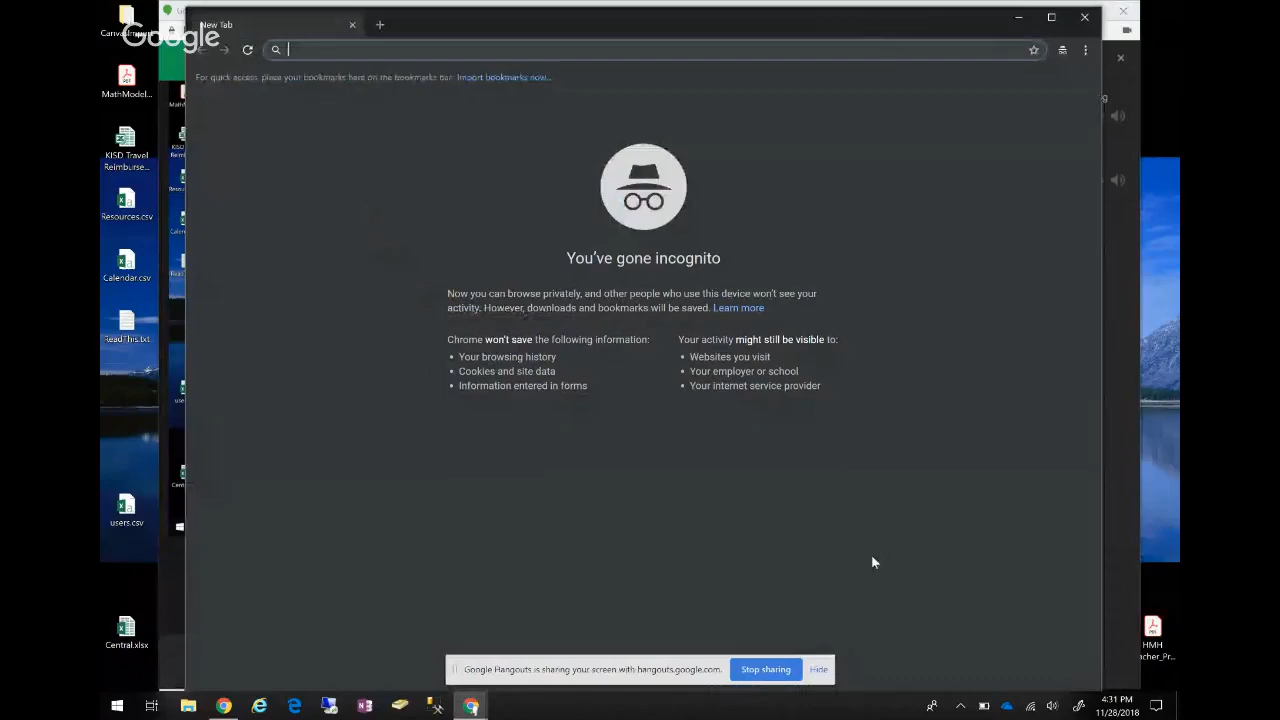 New Tab
CanvasImport
Google
For quick access, place your bookmarks here on the bookmarks bar. Import bookmarks now...
MathModel...
KISD Travel
Reimburse...
Resources.csv
Calendar.csv
ReadThis.txt
users.csv
Central.xlsx
You've gone incognito
Now you can browse privately, and other people who use this device won't see your
activity. However, downloads and bookmarks will be saved. Learn more
Chrome won't save the following information:
• Your browsing history
• Cookies and site data
• Information entered in forms
Your activity might still be visible to:
• Websites you visit
• Your employer or school
• Your internet service provider
Google Hangouts is sharing your screen with hangouts.google.com.
Stop sharing
Hide
HMH
acher_Pr...
4:31 PM
11/28/2018